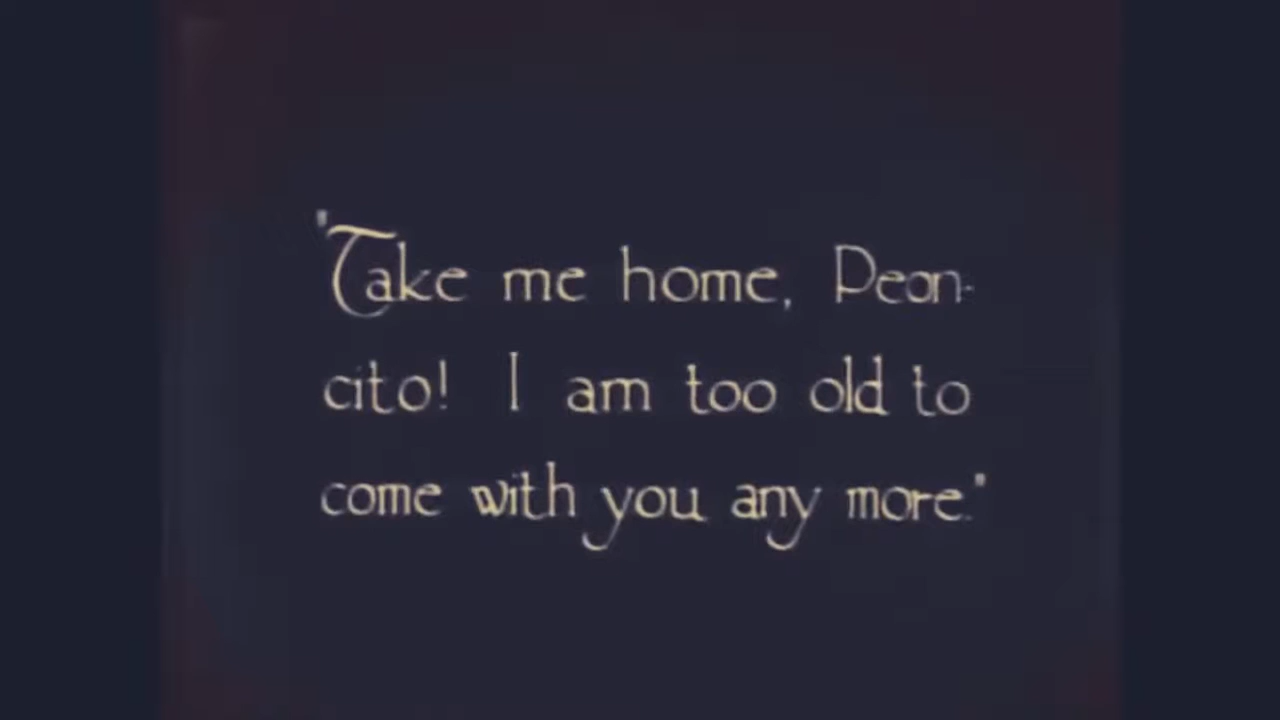 "Take me home, Peon-
cito! I am too old to
come with you any more."